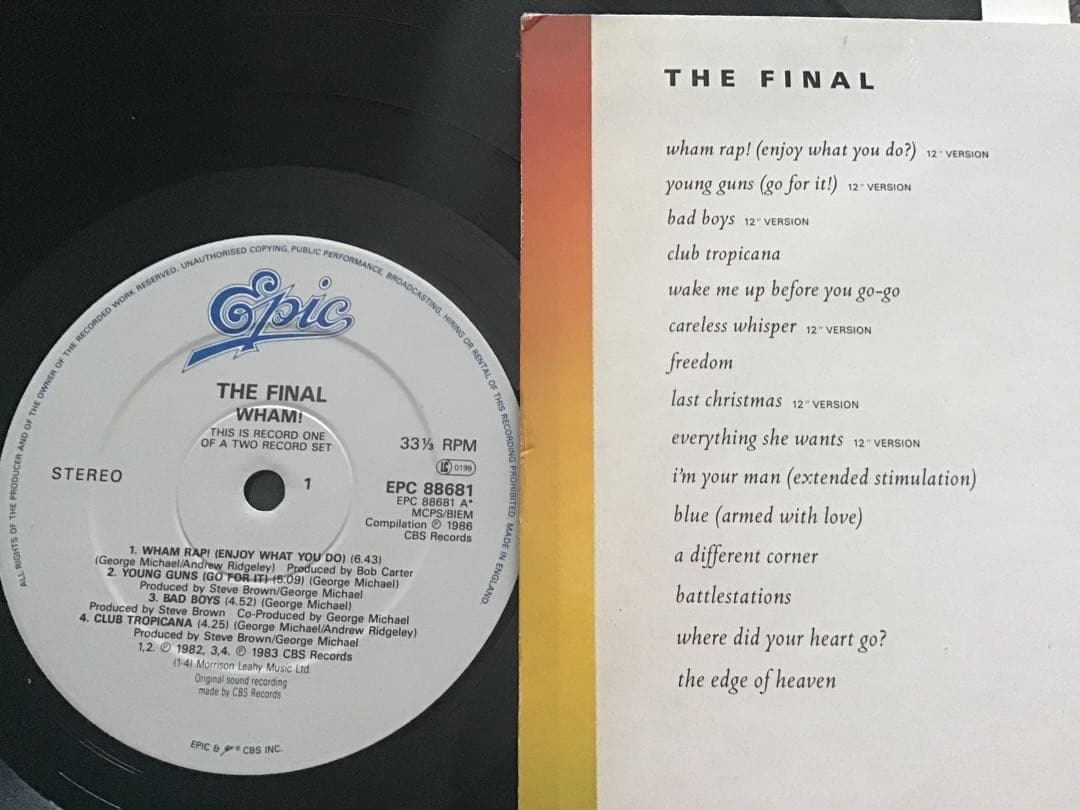 ALL RIGHTS OF THE PRODUCER AND OF THE OWNER OF THE RECORDED WORK RESERVED. UNAUTHORISED COPYING, PUBLIC PERFORMANCE, BROADCASTING, HIRING OR RENTAL OF THIS RECORDING PROHIBITED. MADE IN ENGLAND.
Epic
THE FINAL
WHAM!
THIS IS RECORD ONE
OF A TWO RECORD SET
STEREO
1
33⅓ RPM
LC 0199
EPC 88681
EPC 88681 A*
MCPS/BIEM
Compilation ℗ 1986
CBS Records
1. WHAM RAP! (ENJOY WHAT YOU DO) (6.43)
(George Michael/Andrew Ridgeley) Produced by Bob Carter
2. YOUNG GUNS (GO FOR IT) (5.09) (George Michael)
Produced by Steve Brown/George Michael
3. BAD BOYS (4.52) (George Michael)
Produced by Steve Brown Co-Produced by George Michael
4. CLUB TROPICANA (4.25) (George Michael/Andrew Ridgeley)
Produced by Steve Brown/George Michael
1,2. ℗ 1982, 3,4. ℗ 1983 CBS Records
(1-4) Morrison Leahy Music Ltd.
Original sound recording
made by CBS Records
EPIC & ® CBS INC.
THE FINAL
wham rap! (enjoy what you do?) 12" VERSION
young guns (go for it!) 12" VERSION
bad boys 12" VERSION
club tropicana
wake me up before you go-go
careless whisper 12" VERSION
freedom
last christmas 12" VERSION
everything she wants 12" VERSION
i'm your man (extended stimulation)
blue (armed with love)
a different corner
battlestations
where did your heart go?
the edge of heaven